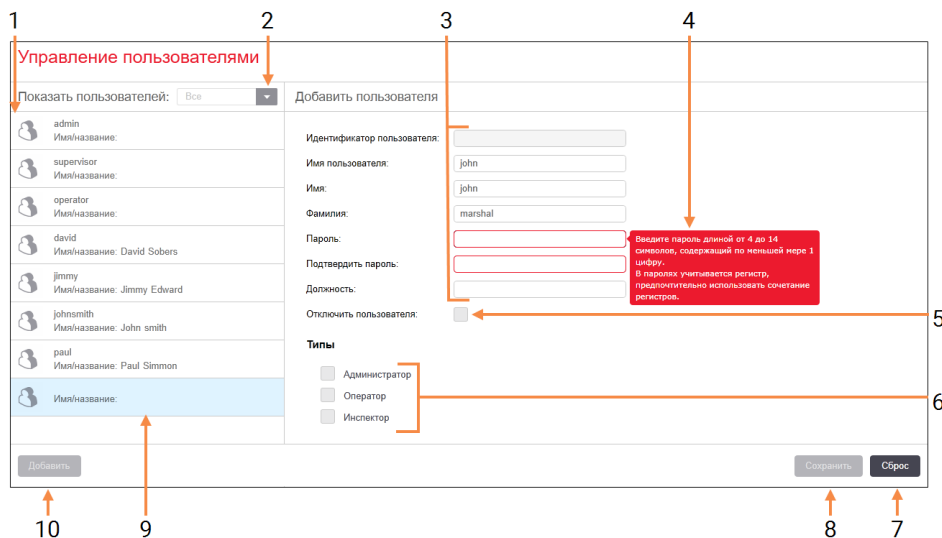 1 2 3 4
Управление пользователями
Показать пользователей: Все
Добавить пользователя
admin
Имя/название:
supervisor
Имя/название:
operator
Имя/название:
david
Имя/название: David Sobers
jimmy
Имя/название: Jimmy Edward
johnsmith
Имя/название: John smith
paul
Имя/название: Paul Simmon
Имя/название:
Идентификатор пользователя:
Имя пользователя: john
Имя: john
Фамилия: marshal
Пароль:
Подтвердить пароль:
Должность:
Отключить пользователя:
Введите пароль длиной от 4 до 14
символов, содержащий по меньшей мере 1
цифру.
В паролях учитывается регистр,
предпочтительно использовать сочетание
регистров.
5
Типы
Администратор
Оператор
Инспектор
6
Добавить
Сохранить
Сброс
10 9 8 7